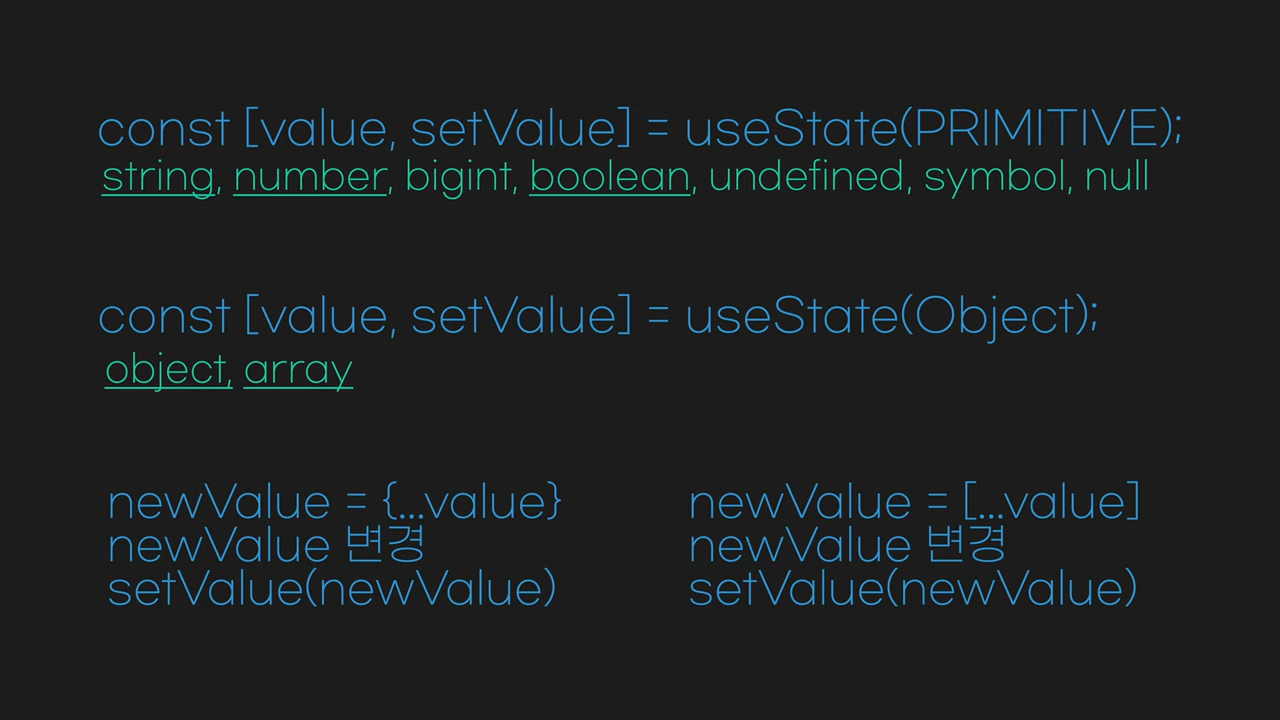 const [value, setValue] = useState(PRIMITIVE);
string, number, bigint, boolean, undefined, symbol, null
const [value, setValue] = useState(Object);
object, array
newValue = {...value}
newValue 변경
setValue(newValue)
newValue = [...value]
newValue 변경
setValue(newValue)